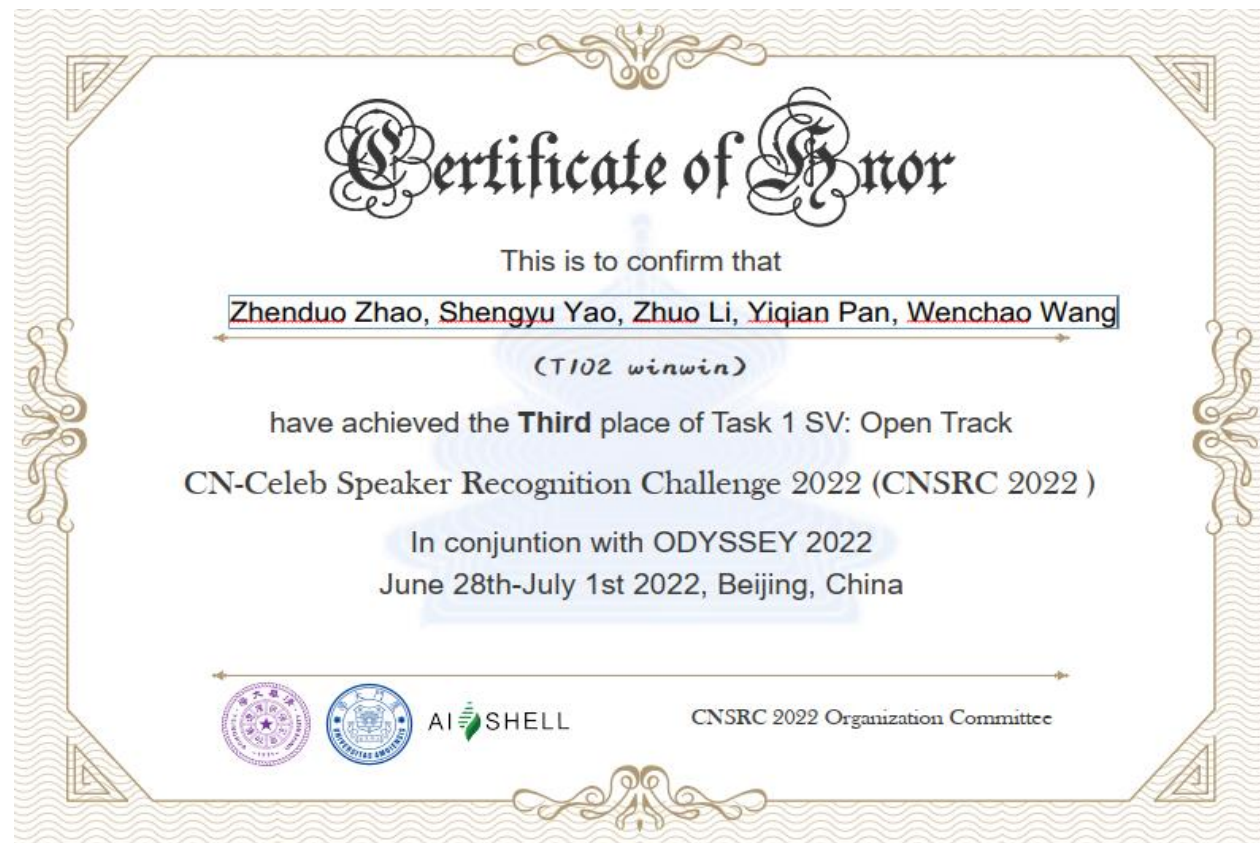 Certificate of Hnor
This is to confirm that
Zhenduo Zhao, Shengyu Yao, Zhuo Li, Yiqian Pan, Wenchao Wang
(T102 winwin)
have achieved the Third place of Task 1 SV: Open Track
CN-Celeb Speaker Recognition Challenge 2022 (CNSRC 2022 )
In conjuntion with ODYSSEY 2022
June 28th-July 1st 2022, Beijing, China
AISHELL
CNSRC 2022 Organization Committee
UNIVERSITAS AMOIENSIS